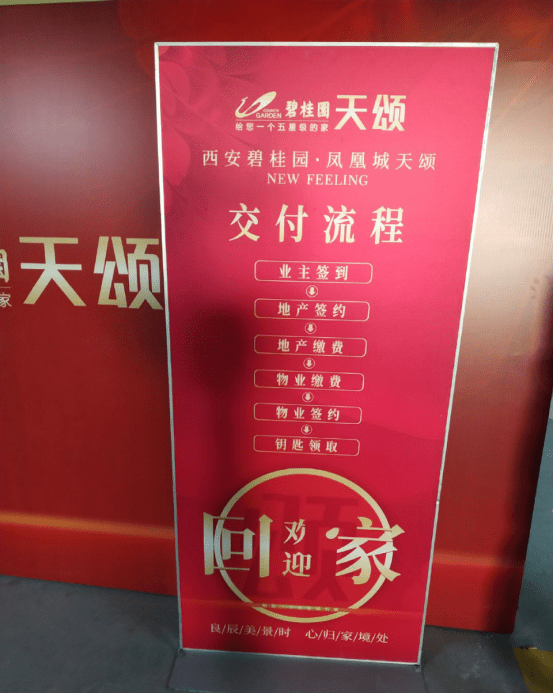 碧桂园 天颂
GARDEN
给您一个五星级的家
西安碧桂园·凤凰城天颂
NEW FEELING
交付流程
业主签到
地产签约
地产缴费
物业缴费
物业签约
钥匙领取
欢迎
回家
良/辰/美/景/时 心/归/家/境/处
园 天颂
家